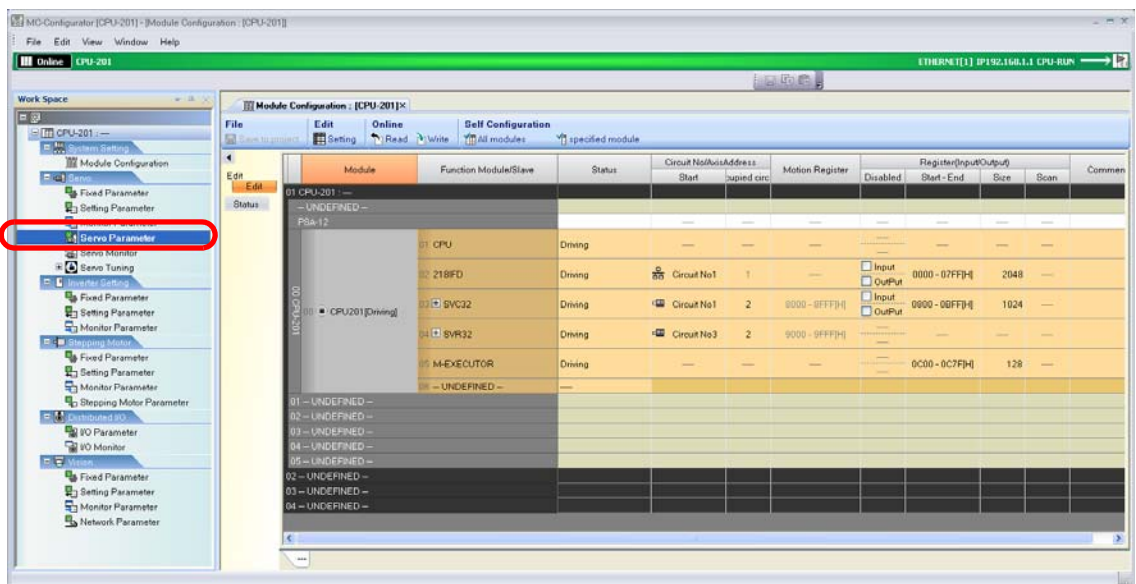 MC-Configurator [CPU-201] - [Module Configuration : [CPU-201]]
File Edit View Window Help
Online CPU-201 ETHERNET[1] IP192.168.1.1 CPU-RUN
Work Space
Module Configuration : [CPU-201]×
File Edit Online Self Configuration
Save to project Setting Read Write All modules specified module
CPU-201 : —
System Setting
Module Configuration
Servo
Fixed Parameter
Setting Parameter
Monitor Parameter
Servo Parameter
Servo Monitor
Servo Tuning
Inverter Setting
Fixed Parameter
Setting Parameter
Monitor Parameter
Stepping Motor
Fixed Parameter
Setting Parameter
Monitor Parameter
Stepping Motor Parameter
Distributed I/O
I/O Parameter
I/O Monitor
Vision
Fixed Parameter
Setting Parameter
Monitor Parameter
Network Parameter
Edit
Edit
Status
Module Function Module/Slave Status Circuit No/AxisAddress Motion Register Register(Input/Output) Commen
Start cupied circ Disabled Start - End Size Scan
01 CPU-201 : —
-- UNDEFINED --
PSA-12 — — — — — —
00:CPU-201
00 CPU201[Driving]
01 CPU Driving — — — — — —
02 218IFD Driving Circuit No1 1 — Input OutPut 0000 - 07FF[H] 2048 —
03 SVC32 Driving Circuit No1 2 8000 - 8FFF[H] Input OutPut 0800 - 0BFF[H] 1024 —
04 SVR32 Driving Circuit No3 2 9000 - 9FFF[H] — — — —
05 M-EXECUTOR Driving — — — — 0C00 - 0C7F[H] 128 —
06 -- UNDEFINED -- —
01 -- UNDEFINED --
02 -- UNDEFINED --
03 -- UNDEFINED --
04 -- UNDEFINED --
05 -- UNDEFINED --
02 -- UNDEFINED --
03 -- UNDEFINED --
04 -- UNDEFINED --
---